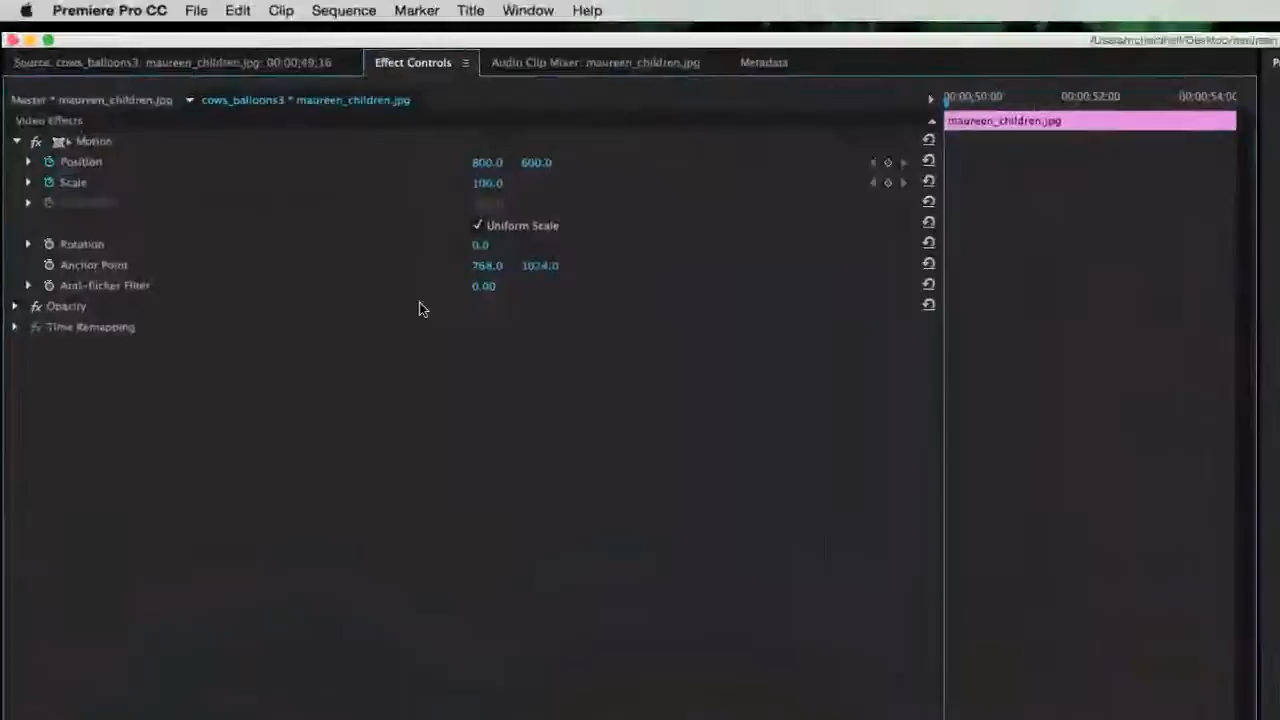 Premiere Pro CC File Edit Clip Sequence Marker Title Window Help
Source: cows_balloons3: maureen_children.jpg: 00:00;49;16 Effect Controls Audio Clip Mixer: maureen_children.jpg Metadata
Master * maureen_children.jpg cows_balloons3 * maureen_children.jpg 00;00;50;00 00;00;52;00 00;00;54;00
Video Effects maureen_children.jpg
fx Motion
Position 800.0 600.0
Scale 100.0
Uniform Scale
Rotation 0.0
Anchor Point 768.0 1024.0
Anti-flicker Filter 0.00
fx Opacity
fx Time Remapping